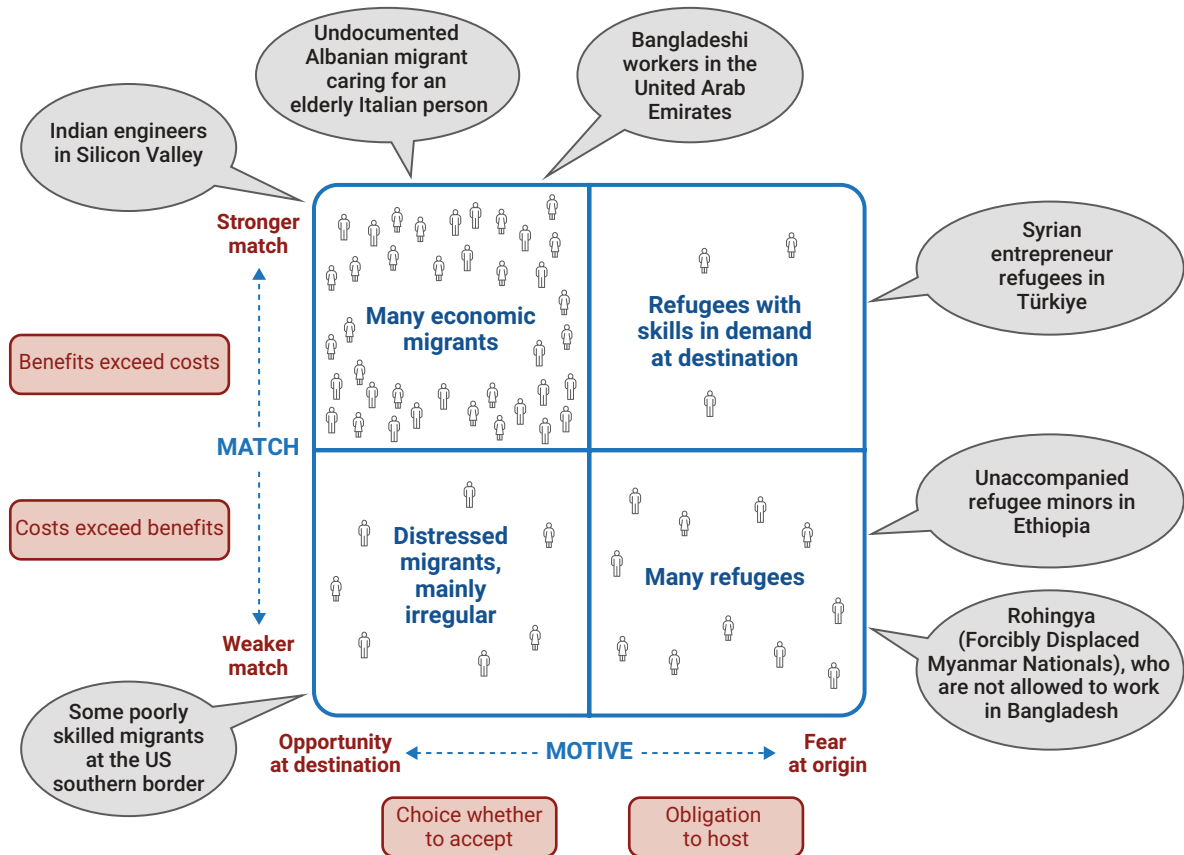 Undocumented
Albanian migrant
caring for an
elderly Italian person
Bangladeshi
workers in the
United Arab
Emirates
Indian engineers
in Silicon Valley
Stronger
match
Many economic
migrants
Refugees with
skills in demand
at destination
Syrian
entrepreneur
refugees in
Türkiye
Benefits exceed costs
MATCH
Costs exceed benefits
Distressed
migrants,
mainly
irregular
Many refugees
Unaccompanied
refugee minors in
Ethiopia
Weaker
match
Rohingya
(Forcibly Displaced
Myanmar Nationals), who
are not allowed to work
in Bangladesh
Some poorly
skilled migrants
at the US
southern border
Opportunity
at destination
MOTIVE
Fear
at origin
Choice whether
to accept
Obligation
to host